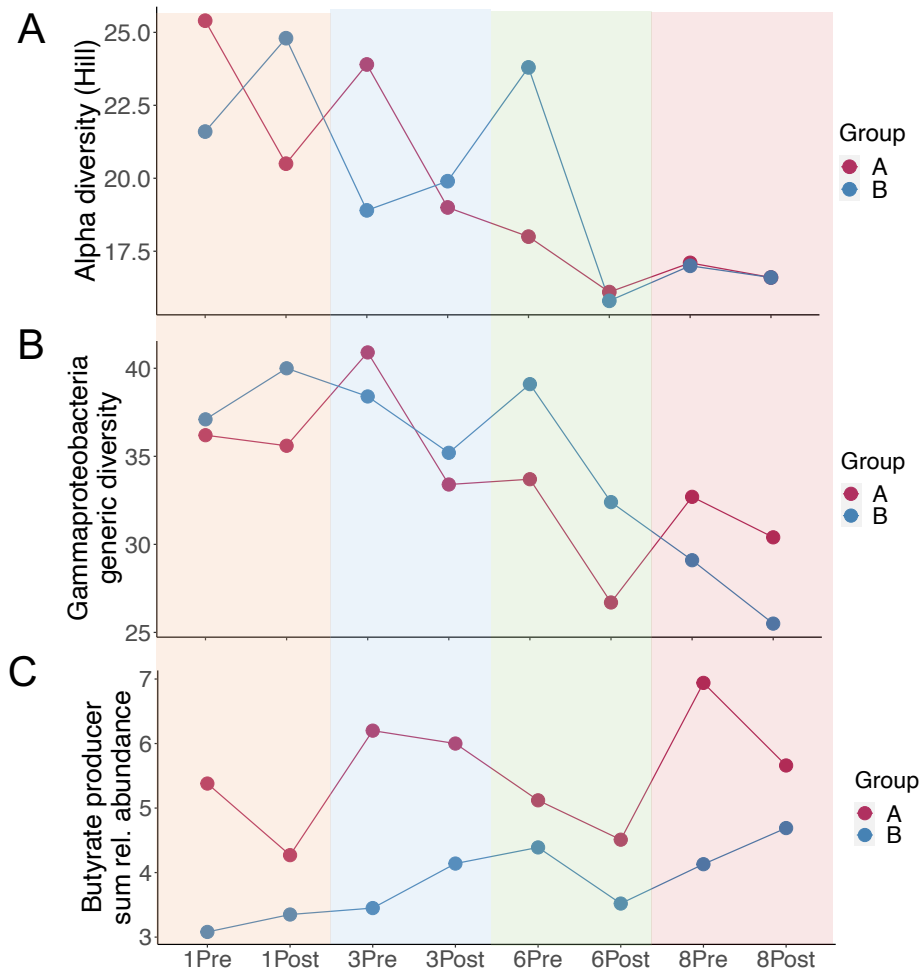 A
Alpha diversity (Hill)
25.0
22.5
20.0
17.5
Group
A
B
B
Gammaproteobacteria
generic diversity
40
35
30
25
Group
A
B
C
Butyrate producer
sum rel. abundance
7
6
5
4
3
Group
A
B
1Pre 1Post 3Pre 3Post 6Pre 6Post 8Pre 8Post